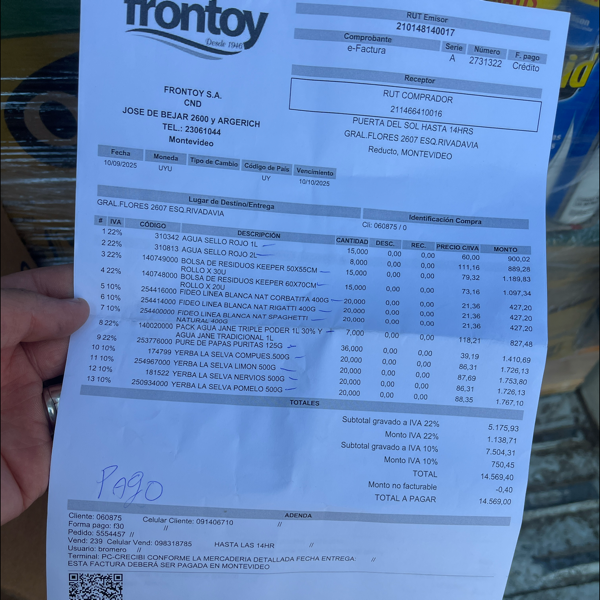 frontoy
Desde 1946
FRONTOY S.A.
CND
JOSE DE BEJAR 2600 y ARGERICH
TEL.: 23061044
Montevideo
RUT Emisor
210148140017
Comprobante Serie Número F. pago
e-Factura A 2731322 Crédito
Receptor
RUT COMPRADOR
211466410016
PUERTA DEL SOL HASTA 14HRS
GRAL.FLORES 2607 ESQ.RIVADAVIA
Reducto, MONTEVIDEO
Fecha Moneda Tipo de Cambio Código de País Vencimiento
10/09/2025 UYU UY 10/10/2025
Lugar de Destino/Entrega
GRAL.FLORES 2607 ESQ.RIVADAVIA
Identificación Compra
Cli: 060875 / 0
# IVA CÓDIGO DESCRIPCIÓN CANTIDAD DESC. REC. PRECIO C/IVA MONTO
1 22% 310342 AGUA SELLO ROJO 1L 15,000 0,00 0,00 60,00 900,02
2 22% 310813 AGUA SELLO ROJO 2L 8,000 0,00 0,00 111,16 889,28
3 22% 140749000 BOLSA DE RESIDUOS KEEPER 50X55CM 15,000 0,00 0,00 79,32 1.189,83
ROLLO X 30U
4 22% 140748000 BOLSA DE RESIDUOS KEEPER 60X70CM 15,000 0,00 0,00 73,16 1.097,34
ROLLO X 20U
5 10% 254416000 FIDEO LINEA BLANCA NAT CORBATITA 400G 20,000 0,00 0,00 21,36 427,20
6 10% 254414000 FIDEO LINEA BLANCA NAT RIGATTI 400G 20,000 0,00 0,00 21,36 427,20
7 10% 254400000 FIDEO LINEA BLANCA NAT SPAGHETTI 20,000 0,00 0,00 21,36 427,20
NATURAL 400G
8 22% 140020000 PACK AGUA JANE TRIPLE PODER 1L 30% Y 7,000 0,00 0,00 118,21 827,48
AGUA JANE TRADICIONAL 1L
9 22% 253776000 PURE DE PAPAS PURITAS 125G 36,000 0,00 0,00 39,19 1.410,69
10 10% 174799 YERBA LA SELVA COMPUES.500G 20,000 0,00 0,00 86,31 1.726,13
11 10% 254967000 YERBA LA SELVA LIMON 500G 20,000 0,00 0,00 87,69 1.753,80
12 10% 181522 YERBA LA SELVA NERVIOS 500G 20,000 0,00 0,00 86,31 1.726,13
13 10% 250934000 YERBA LA SELVA POMELO 500G 20,000 0,00 0,00 88,35 1.767,10
TOTALES
Subtotal gravado a IVA 22% 5.175,93
Monto IVA 22% 1.138,71
Subtotal gravado a IVA 10% 7.504,31
Monto IVA 10% 750,45
TOTAL 14.569,40
Monto no facturable -0,40
TOTAL A PAGAR 14.569,00
PAgO
ADENDA
Cliente: 060875 Celular Cliente: 091406710 //
Forma pago: f30 //
Pedido: 5554457 //
Vend: 239 Celular Vend: 098318785 HASTA LAS 14HR //
Usuario: bromero //
Terminal: PC-CRECIBI CONFORME LA MERCADERIA DETALLADA FECHA ENTREGA: //
ESTA FACTURA DEBERÁ SER PAGADA EN MONTEVIDEO